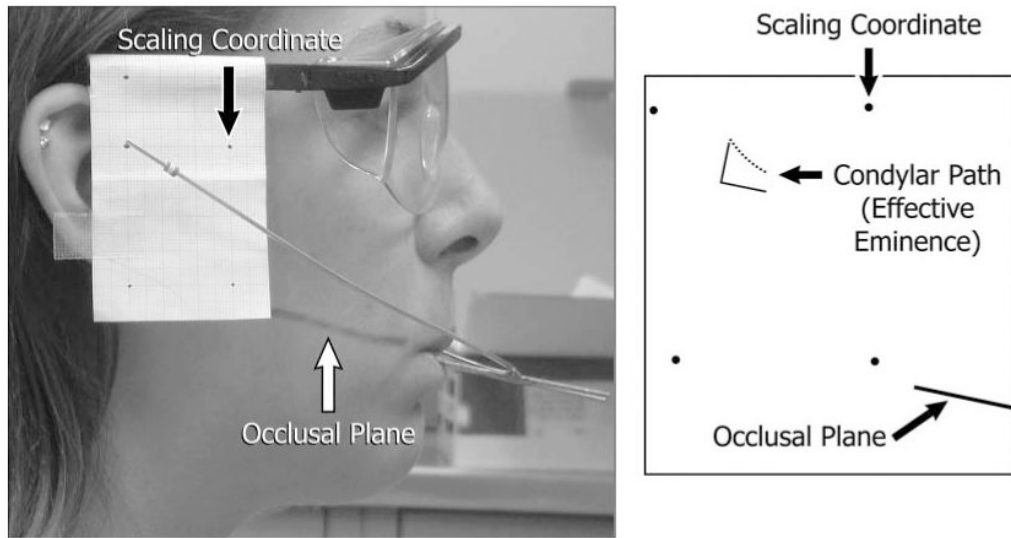 Scaling Coordinate
Occlusal Plane
Scaling Coordinate
Condylar Path
(Effective
Eminence)
Occlusal Plane